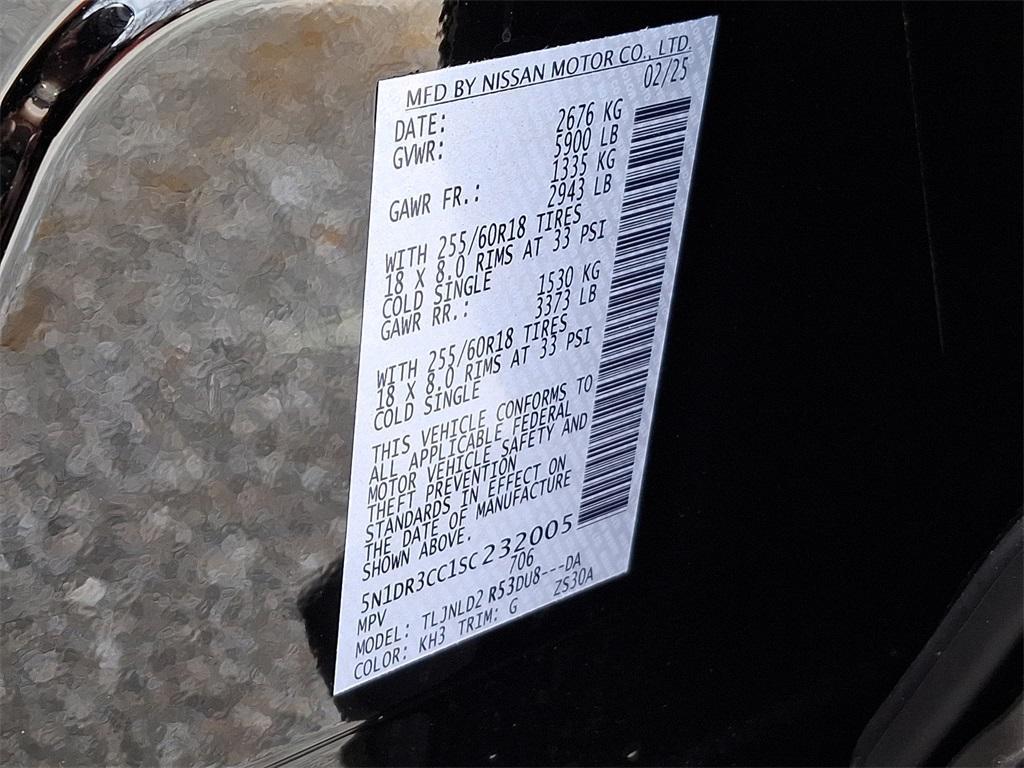 MFD BY NISSAN MOTOR CO., LTD.
DATE: 02/25
GVWR: 2676 KG
5900 LB
GAWR FR.: 1335 KG
2943 LB
WITH 255/60R18 TIRES
18 X 8.0 RIMS AT 33 PSI
COLD SINGLE
GAWR RR.: 1530 KG
3373 LB
WITH 255/60R18 TIRES
18 X 8.0 RIMS AT 33 PSI
COLD SINGLE
THIS VEHICLE CONFORMS TO
ALL APPLICABLE FEDERAL
MOTOR VEHICLE SAFETY AND
THEFT PREVENTION
STANDARDS IN EFFECT ON
THE DATE OF MANUFACTURE
SHOWN ABOVE.
5N1DR3CC1SC232005
MPV 706
MODEL: TLJNLD2 R53DU8---DA
COLOR: KH3 TRIM: G ZS30A